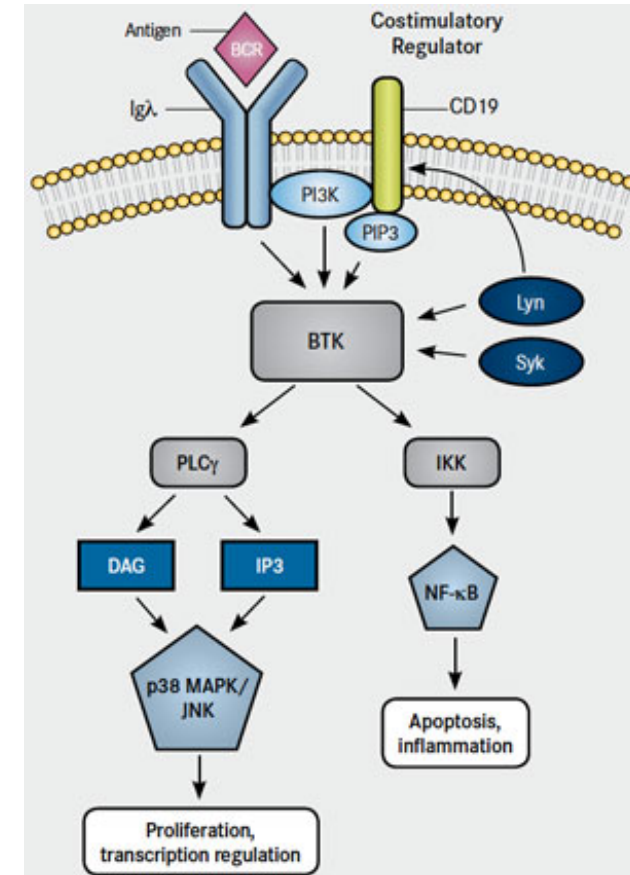 Costimulatory
Regulator
Antigen
BCR
Igλ
CD19
PI3K
PIP3
Lyn
BTK
Syk
PLCγ
IKK
DAG
IP3
NF-κB
p38 MAPK/
JNK
Apoptosis,
inflammation
Proliferation,
transcription regulation